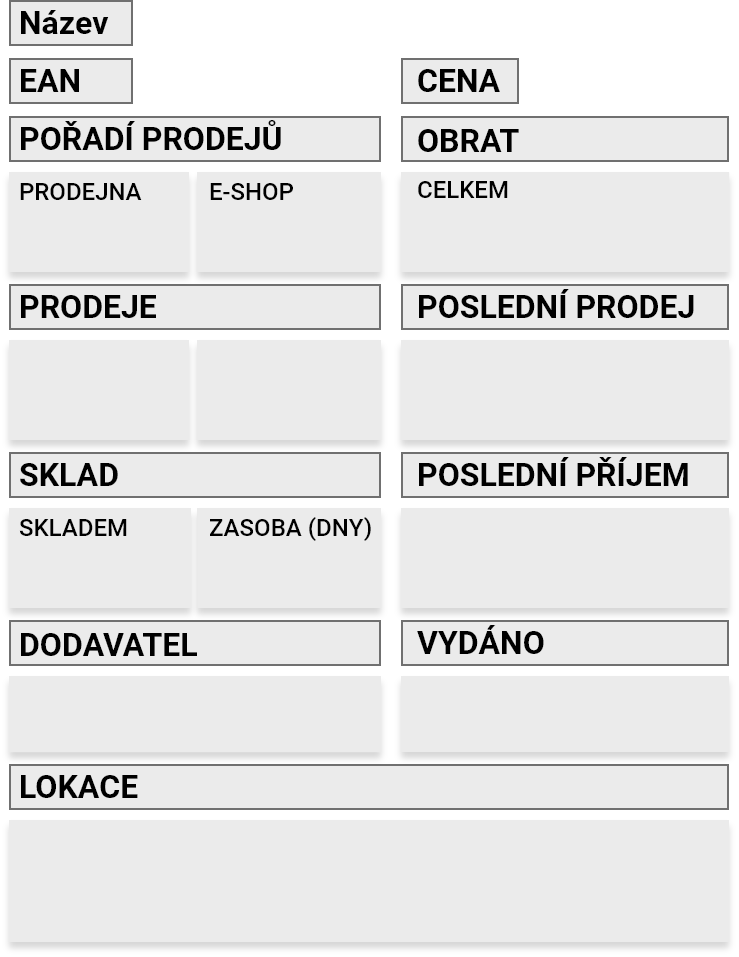 Název
EAN
CENA
POŘADÍ PRODEJŮ
OBRAT
PRODEJNA
E-SHOP
CELKEM
PRODEJE
POSLEDNÍ PRODEJ
SKLAD
POSLEDNÍ PŘÍJEM
SKLADEM
ZASOBA (DNY)
DODAVATEL
VYDÁNO
LOKACE